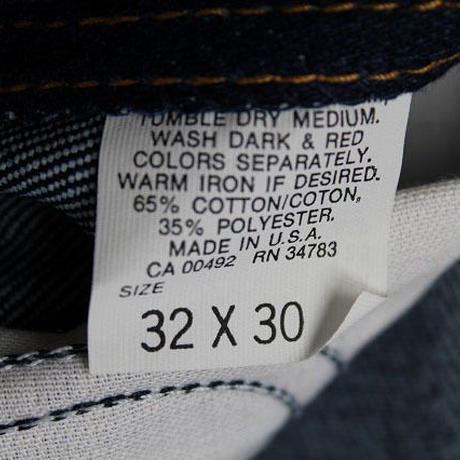 TUMBLE DRY MEDIUM.
WASH DARK & RED
COLORS SEPARATELY.
WARM IRON IF DESIRED.
65% COTTON/COTON,
35% POLYESTER.
MADE IN U.S.A.
CA 00492 RN 34783
SIZE
32 X 30